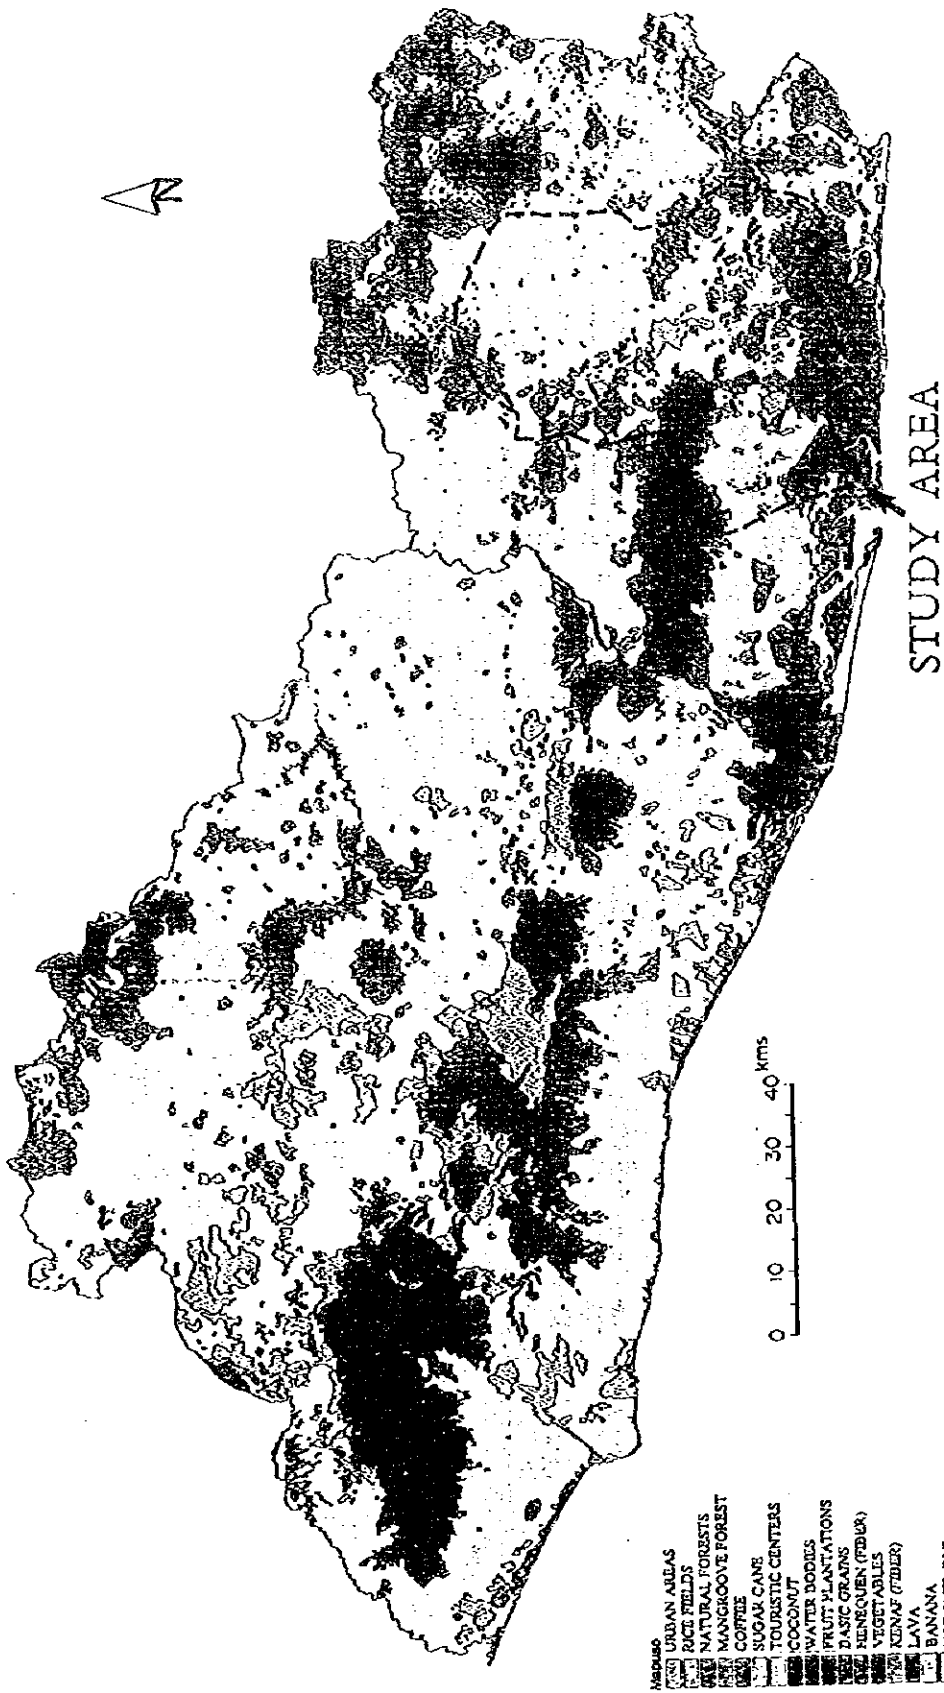 N
STUDY AREA
0 10 20 30 40 kms
URBAN AREAS
RICE FIELDS
NATURAL FORESTS
MANGROOVE FOREST
COFFEE
SUGAR CANE
TOURISTIC CENTERS
COCONUT
WATER BODIES
FRUIT PLANTATIONS
BASIC GRAINS
HENEQUEN (FIBER)
VEGETABLES
KENAF (FIBER)
LAVA
BANANA